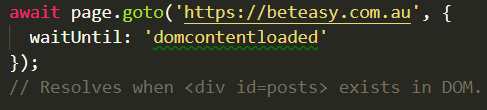 await page.goto('https://beteasy.com.au', {
  waitUntil: 'domcontentloaded'
});
// Resolves when <div id=posts> exists in DOM.